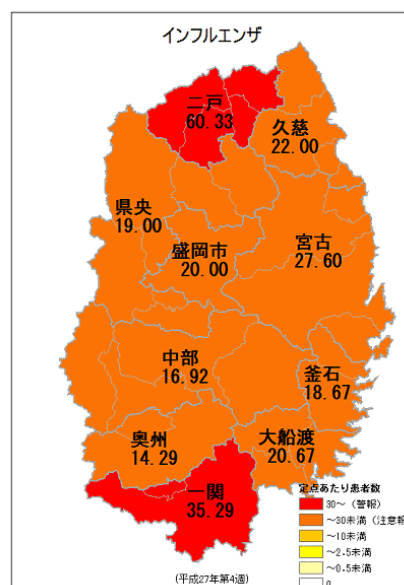 インフルエンザ
二戸
60.33
久慈
22.00
県央
19.00
盛岡市
20.00
宮古
27.60
中部
16.92
釜石
18.67
奥州
14.29
大船渡
20.67
一関
35.29
定点あたり患者数
30～（警報）
～30未満（注意報
～10未満
～2.5未満
～0.5未満
0
(平成27年第4週)